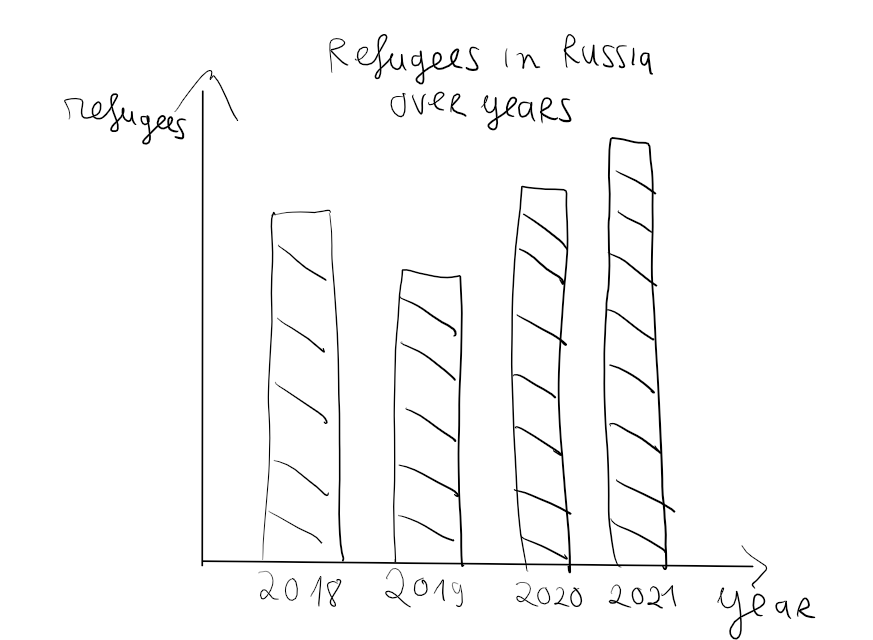 Refugees in Russia
over years
refugees
2018 2019 2020 2021 year